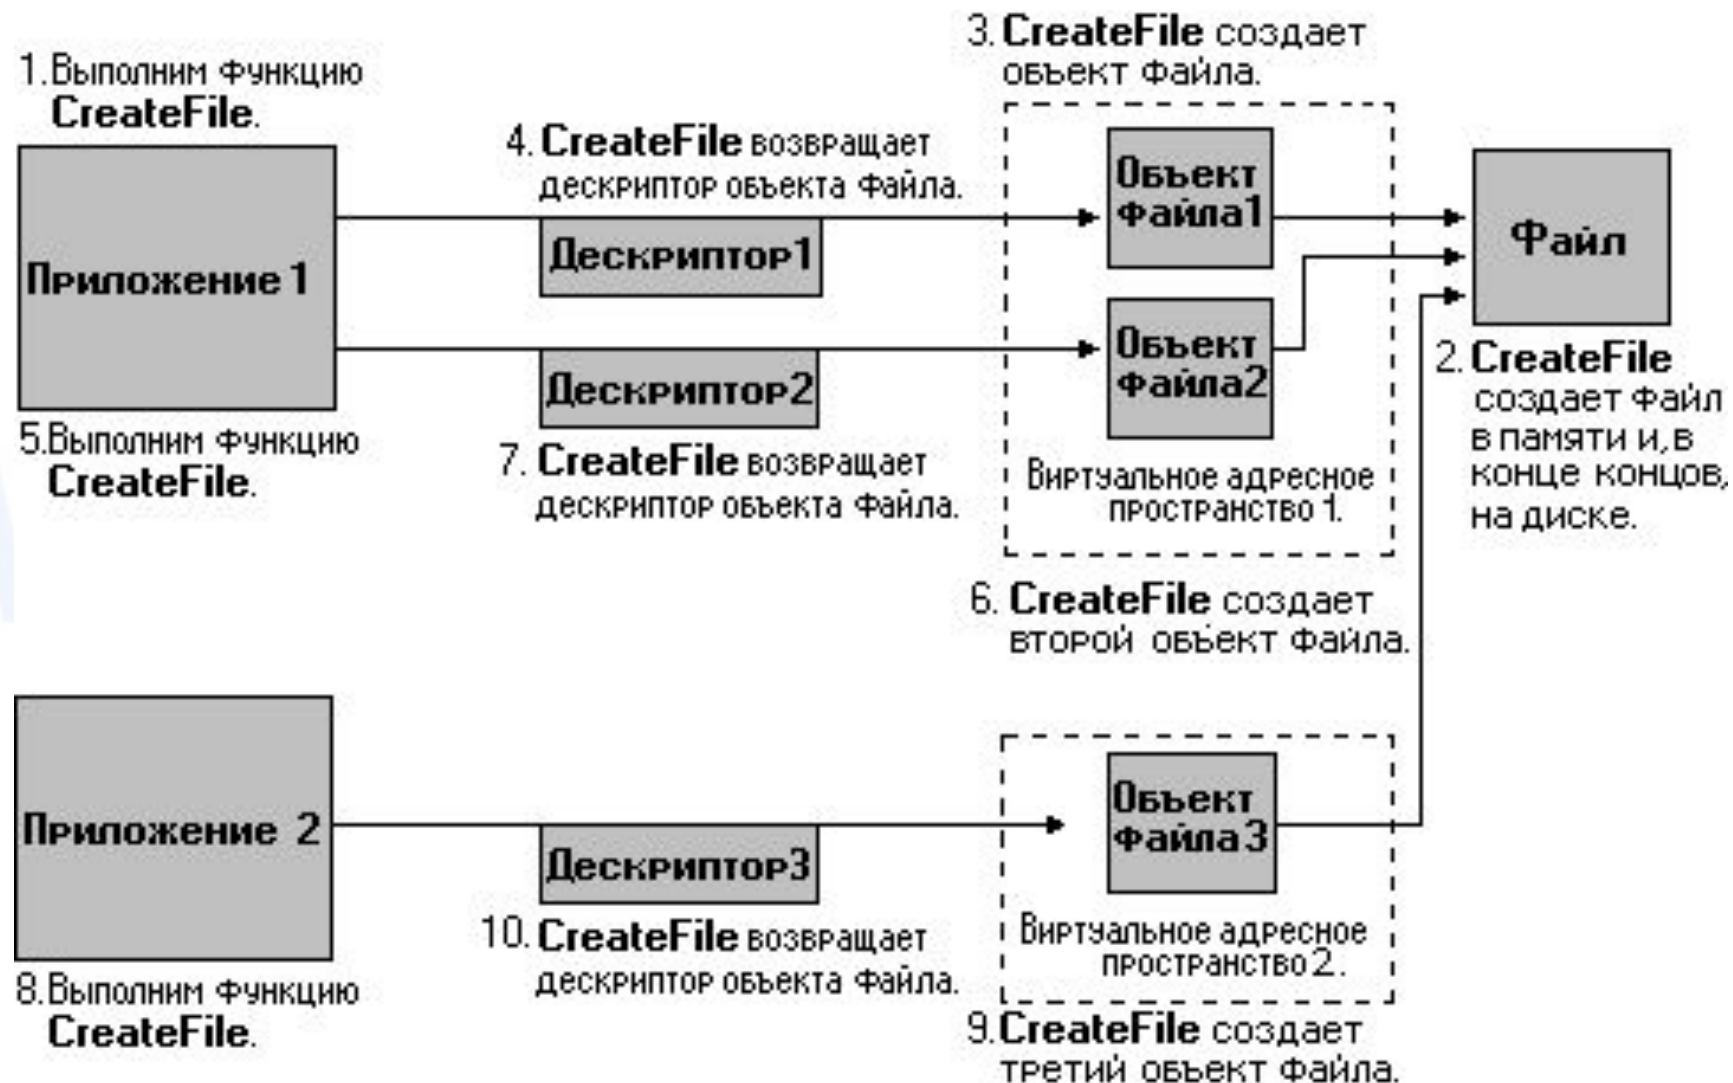 1.Выполним функцию
CreateFile.
Приложение 1
5.Выполним функцию
CreateFile.
4. CreateFile возвращает
дескриптор объекта файла.
Дескриптор1
Дескриптор2
7. CreateFile возвращает
дескриптор объекта файла.
3. CreateFile создает
объект файла.
Объект
файла1
Объект
файла2
Виртуальное адресное
пространство 1.
6. CreateFile создает
второй объект файла.
Файл
2. CreateFile
создает файл
в памяти и, в
конце концов,
на диске.
Приложение 2
8.Выполним функцию
CreateFile.
Дескриптор3
10. CreateFile возвращает
дескриптор объекта файла.
Объект
файла3
Виртуальное адресное
пространство 2.
9. CreateFile создает
третий объект файла.